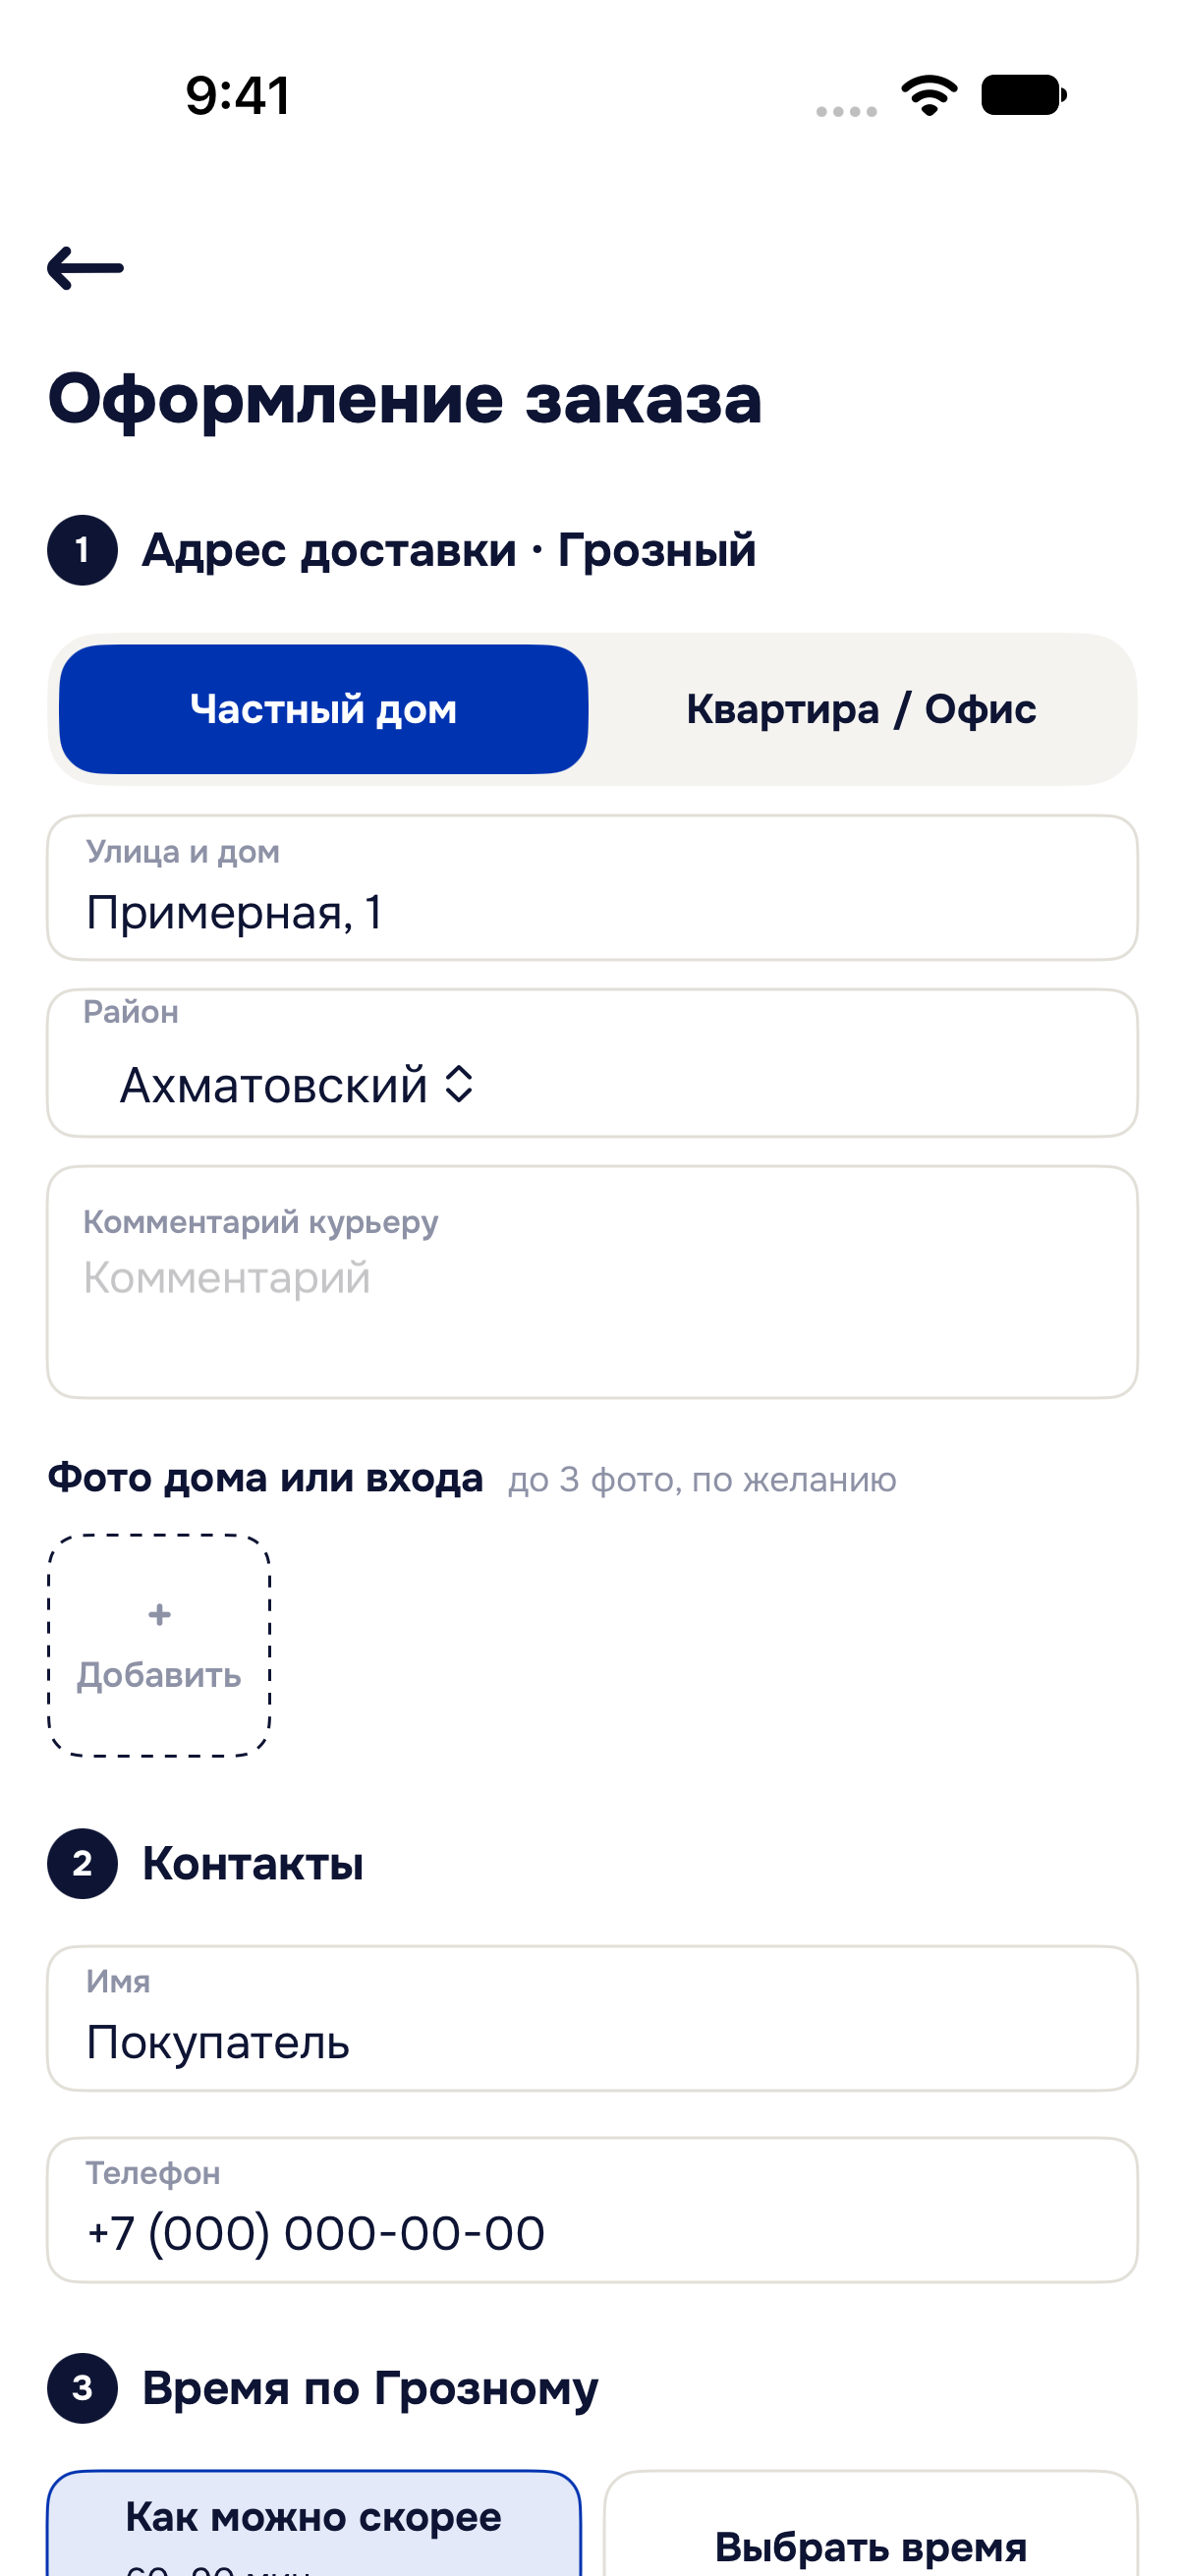 9:41
Оформление заказа
1 Адрес доставки · Грозный
Частный дом
Квартира / Офис
Улица и дом
Примерная, 1
Район
Ахматовский
Комментарий курьеру
Комментарий
Фото дома или входа до 3 фото, по желанию
+
Добавить
2 Контакты
Имя
Покупатель
Телефон
+7 (000) 000-00-00
3 Время по Грозному
Как можно скорее
Выбрать время